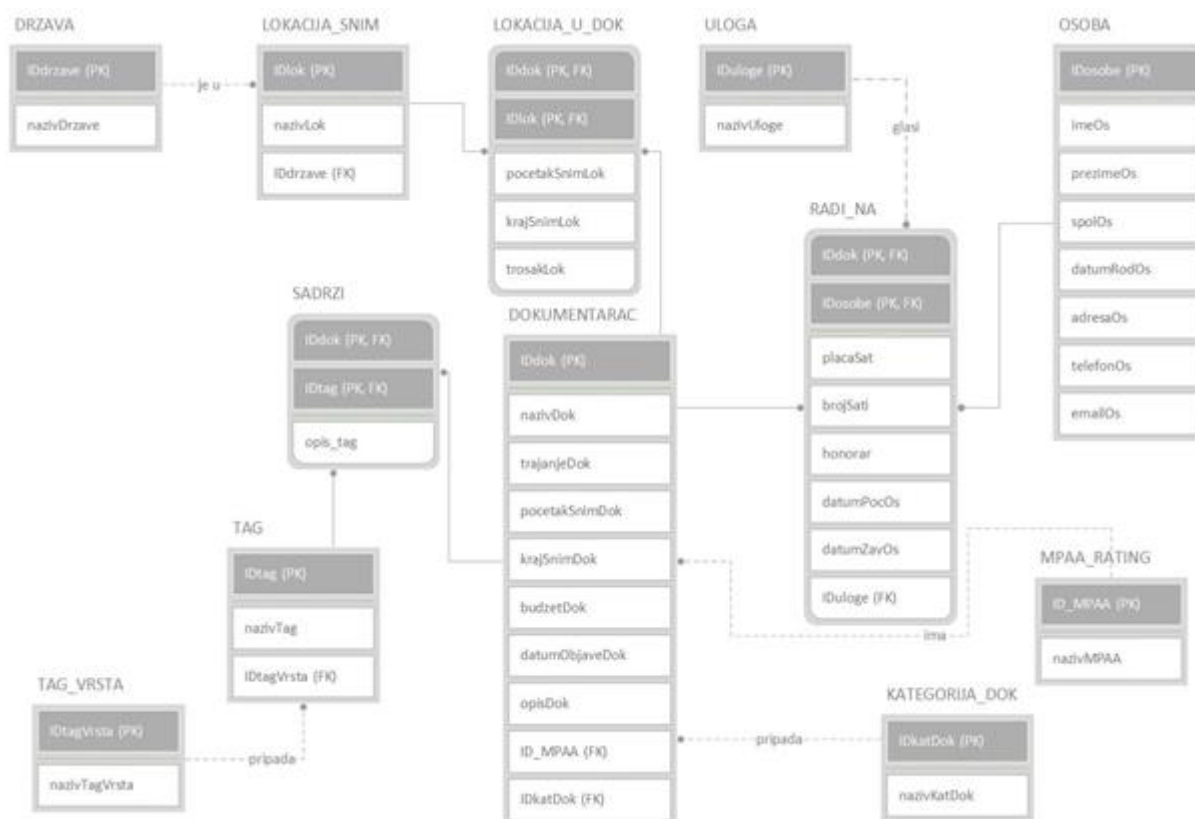 DRZAVA
IDdrzave (PK)
nazivDrzave
je u
LOKACIJA_SNIM
IDlok (PK)
nazivLok
IDdrzave (FK)
LOKACIJA_U_DOK
IDdok (PK, FK)
IDlok (PK, FK)
pocetakSnimLok
krajSnimLok
trosakLok
ULOGA
IDuloge (PK)
nazivUloge
glasi
OSOBA
IDosobe (PK)
imeOs
prezimeOs
spolOs
datumRodOs
adresaOs
telefonOs
emailOs
RADI_NA
IDdok (PK, FK)
IDosobe (PK, FK)
placaSat
brojSati
honorar
datumPocOs
datumZavOs
IDuloge (FK)
SADRZI
IDdok (PK, FK)
IDtag (PK, FK)
opis_tag
DOKUMENTARAC
IDdok (PK)
nazivDok
trajanjeDok
pocetakSnimDok
krajSnimDok
budzetDok
datumObjaveDok
opisDok
ID_MPAA (FK)
IDkatDok (FK)
TAG
IDtag (PK)
nazivTag
IDtagVrsta (FK)
TAG_VRSTA
IDtagVrsta (PK)
nazivTagVrsta
pripada
ima
MPAA_RATING
ID_MPAA (PK)
nazivMPAA
pripada
KATEGORIJA_DOK
IDkatDok (PK)
nazivKatDok